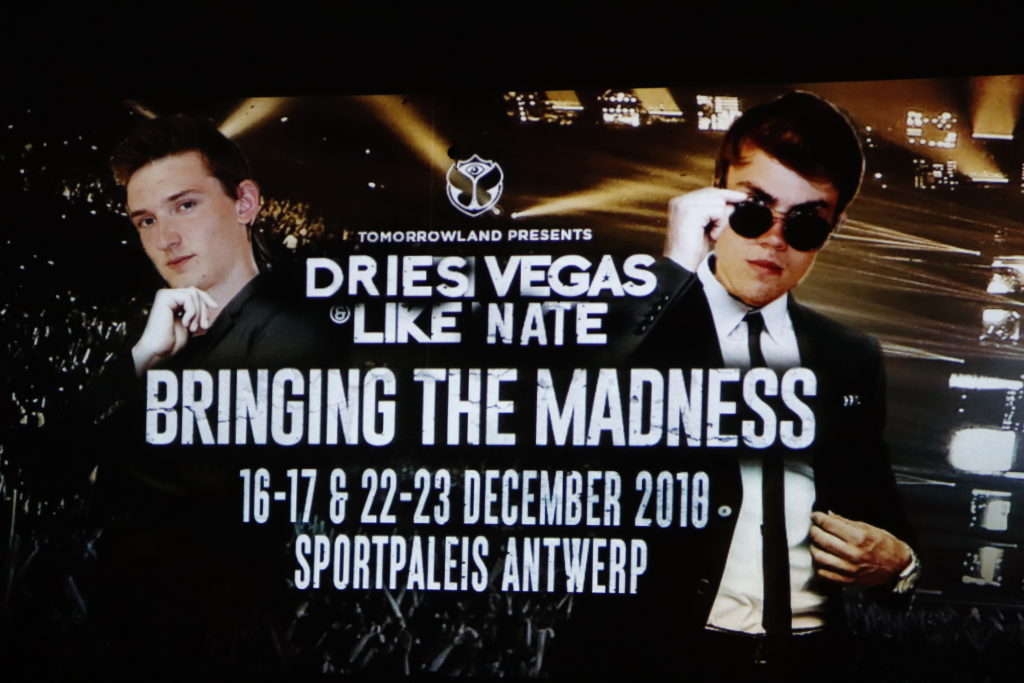 TOMORROWLAND PRESENTS
DRIES VEGAS
& LIKE NATE
BRINGING THE MADNESS
16-17 & 22-23 DECEMBER 2018
SPORTPALEIS ANTWERP